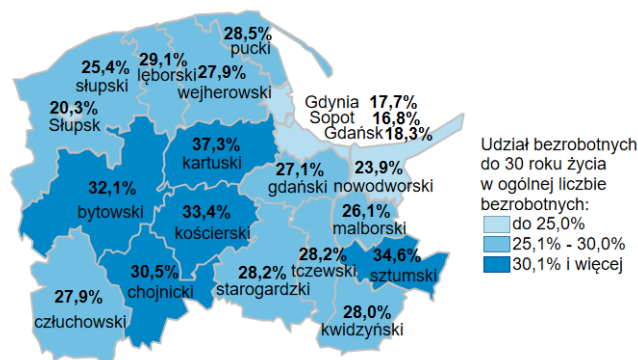 28,5%
pucki
29,1%
lęborski
25,4%
słupski
27,9%
wejherowski
20,3%
Słupsk
Gdynia 17,7%
Sopot 16,8%
Gdańsk 18,3%
37,3%
kartuski
27,1%
gdański
23,9%
nowodworski
32,1%
bytowski
33,4%
kościerski
26,1%
malborski
30,5%
chojnicki
28,2%
starogardzki
28,2%
tczewski
34,6%
sztumski
27,9%
człuchowski
28,0%
kwidzyński
Udział bezrobotnych
do 30 roku życia
w ogólnej liczbie
bezrobotnych:
do 25,0%
25,1% - 30,0%
30,1% i więcej